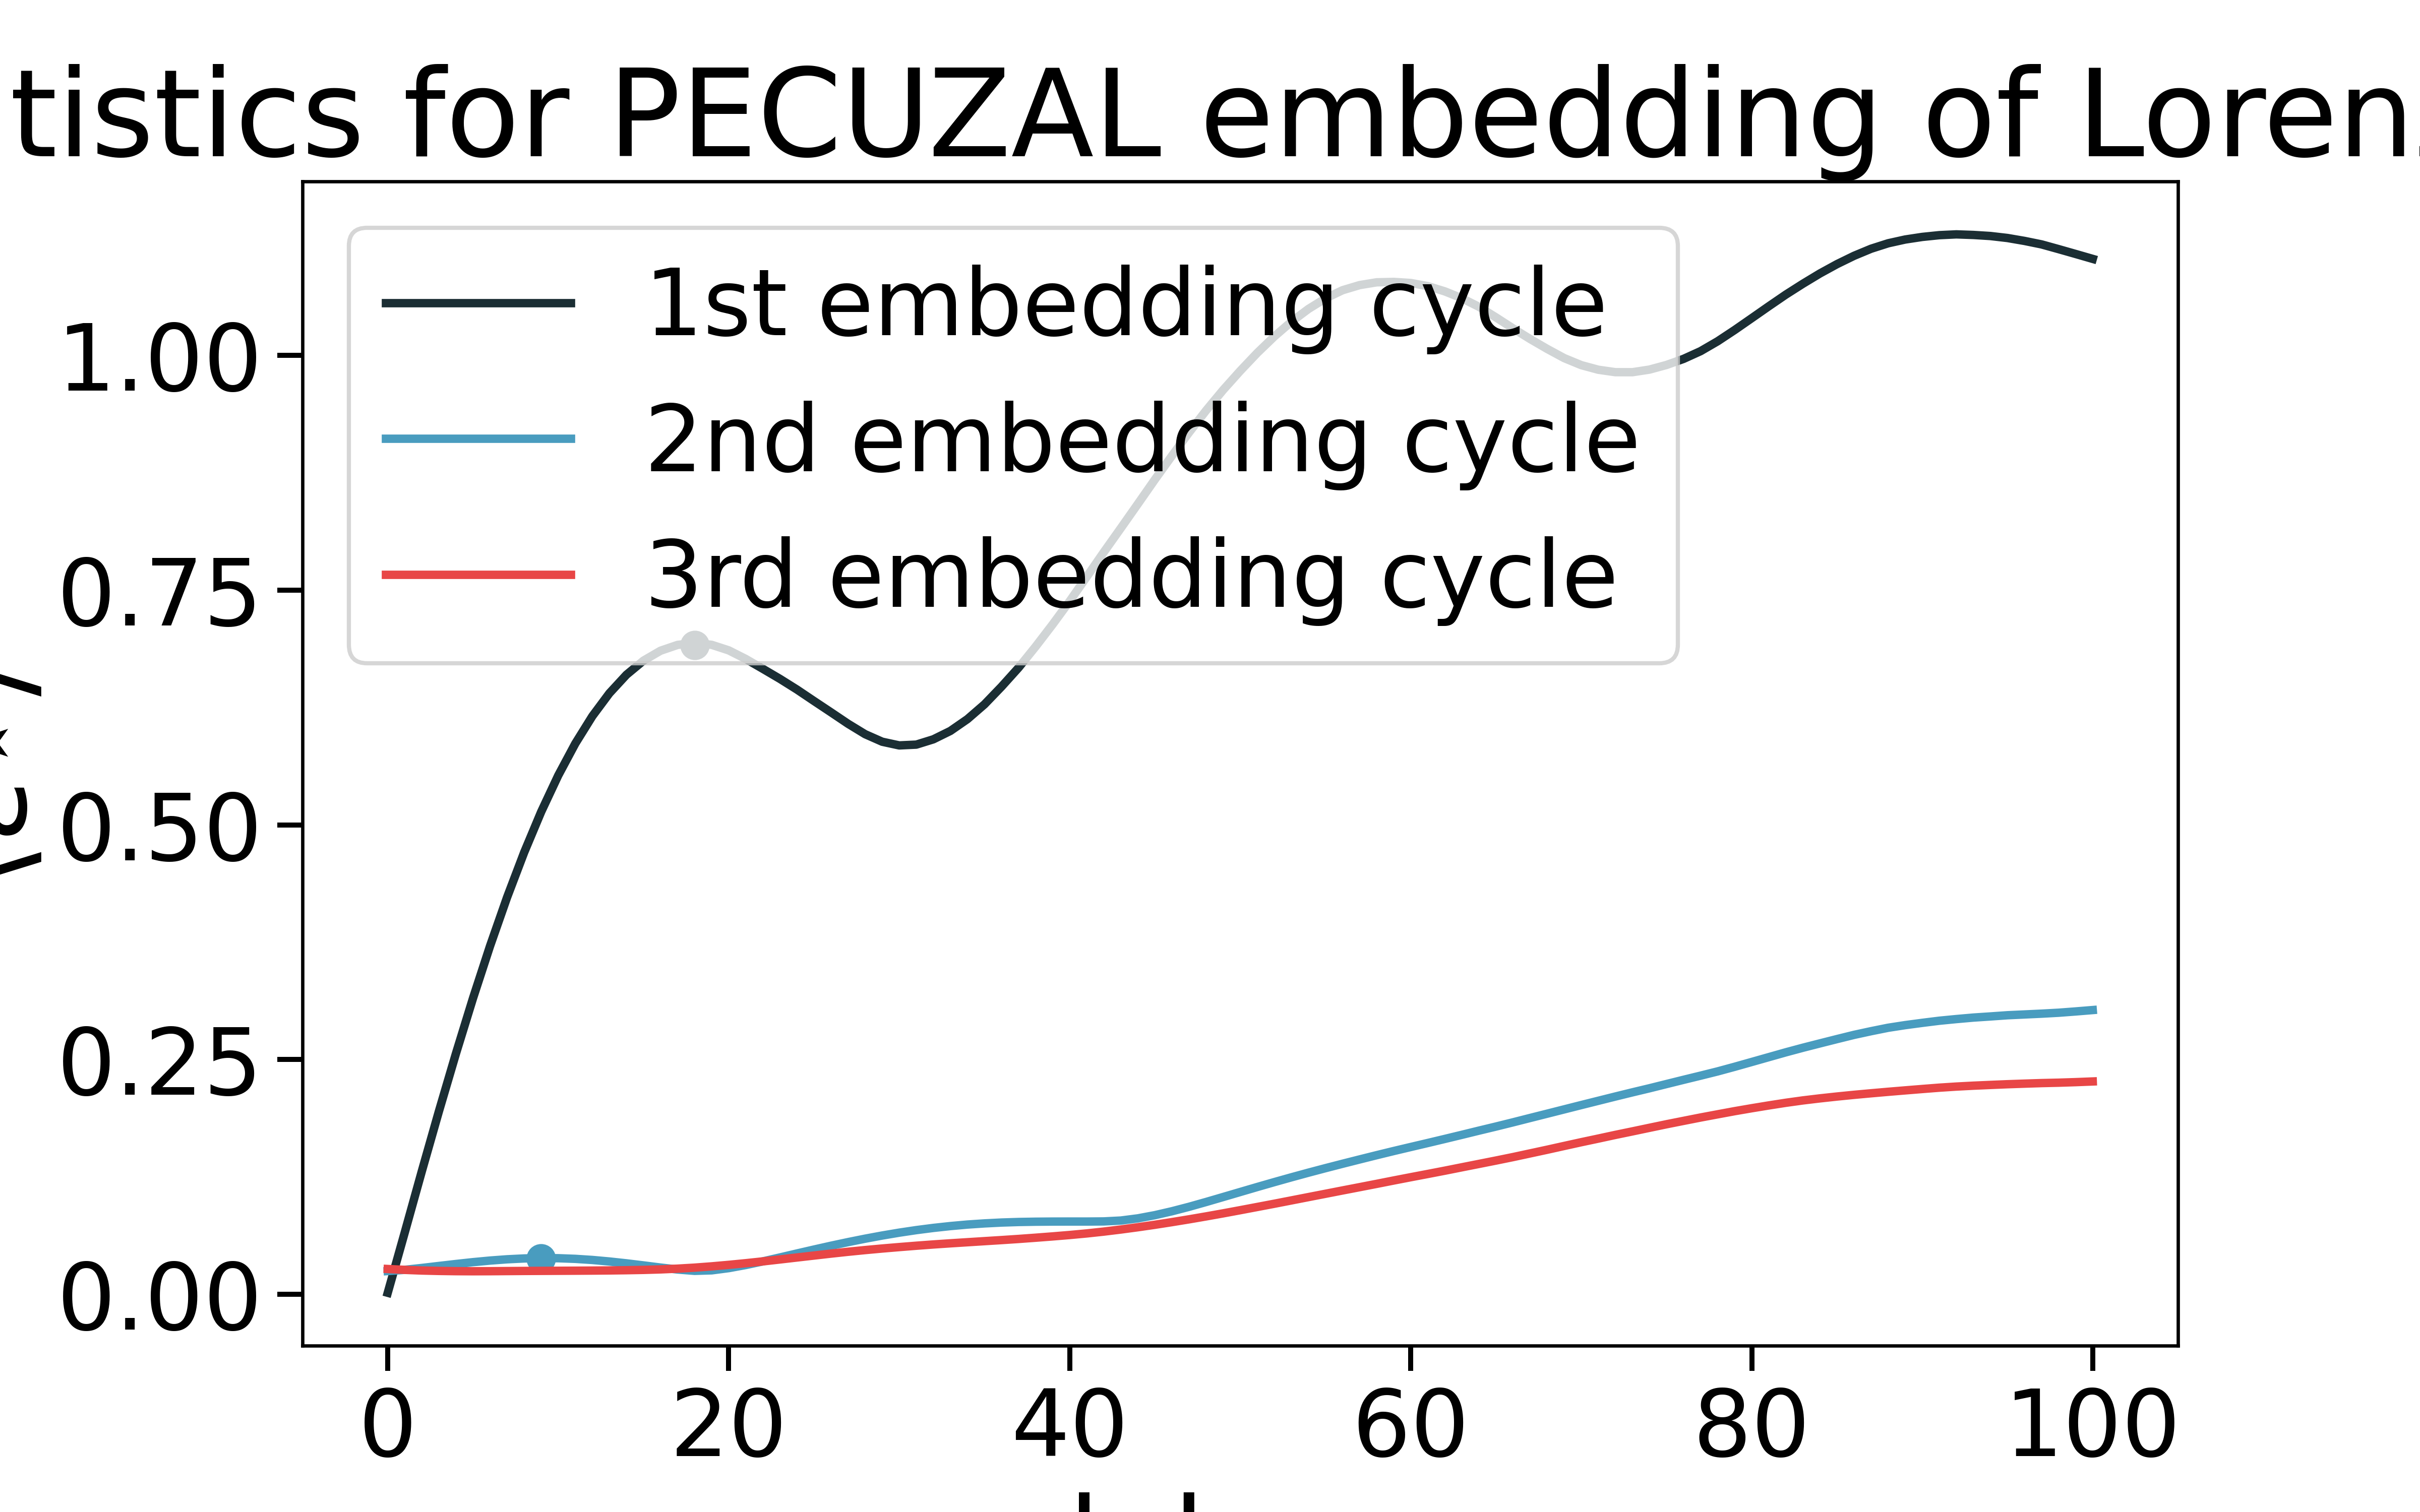 tistics for PECUZAL embedding of Loren
1st embedding cycle
2nd embedding cycle
3rd embedding cycle
1.00
0.75
0.50
0.25
0.00
0 20 40 60 80 100